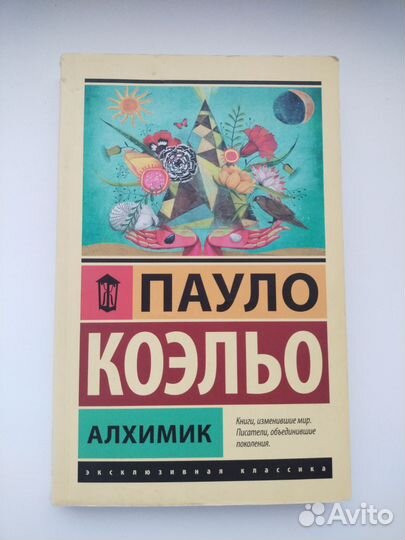 ПАУЛО
КОЭЛЬО
АЛХИМИК
Книги, изменившие мир.
Писатели, объединившие
поколения.
эксклюзивная классика
Avito